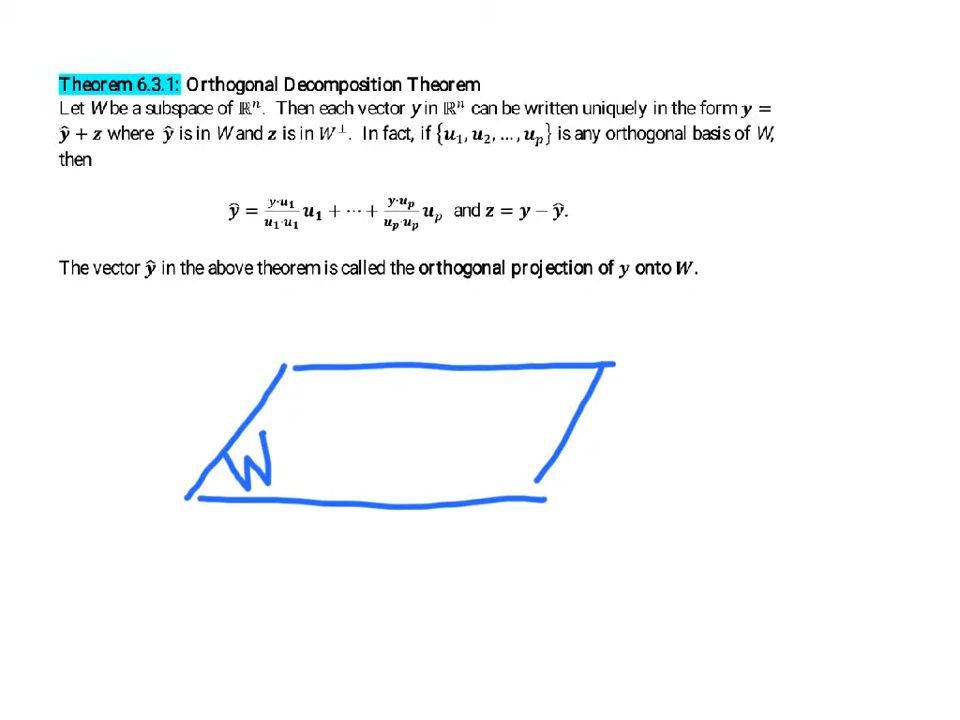 Theorem 6.3.1: Orthogonal Decomposition Theorem
Let W be a subspace of ℝⁿ. Then each vector y in ℝⁿ can be written uniquely in the form y =
ŷ + z where ŷ is in W and z is in W⊥. In fact, if {u₁, u₂, …, uₚ} is any orthogonal basis of W,
then
ŷ = (y·u₁)/(u₁·u₁) u₁ + ⋯ + (y·uₚ)/(uₚ·uₚ) uₚ and z = y − ŷ.
The vector ŷ in the above theorem is called the orthogonal projection of y onto W.
W